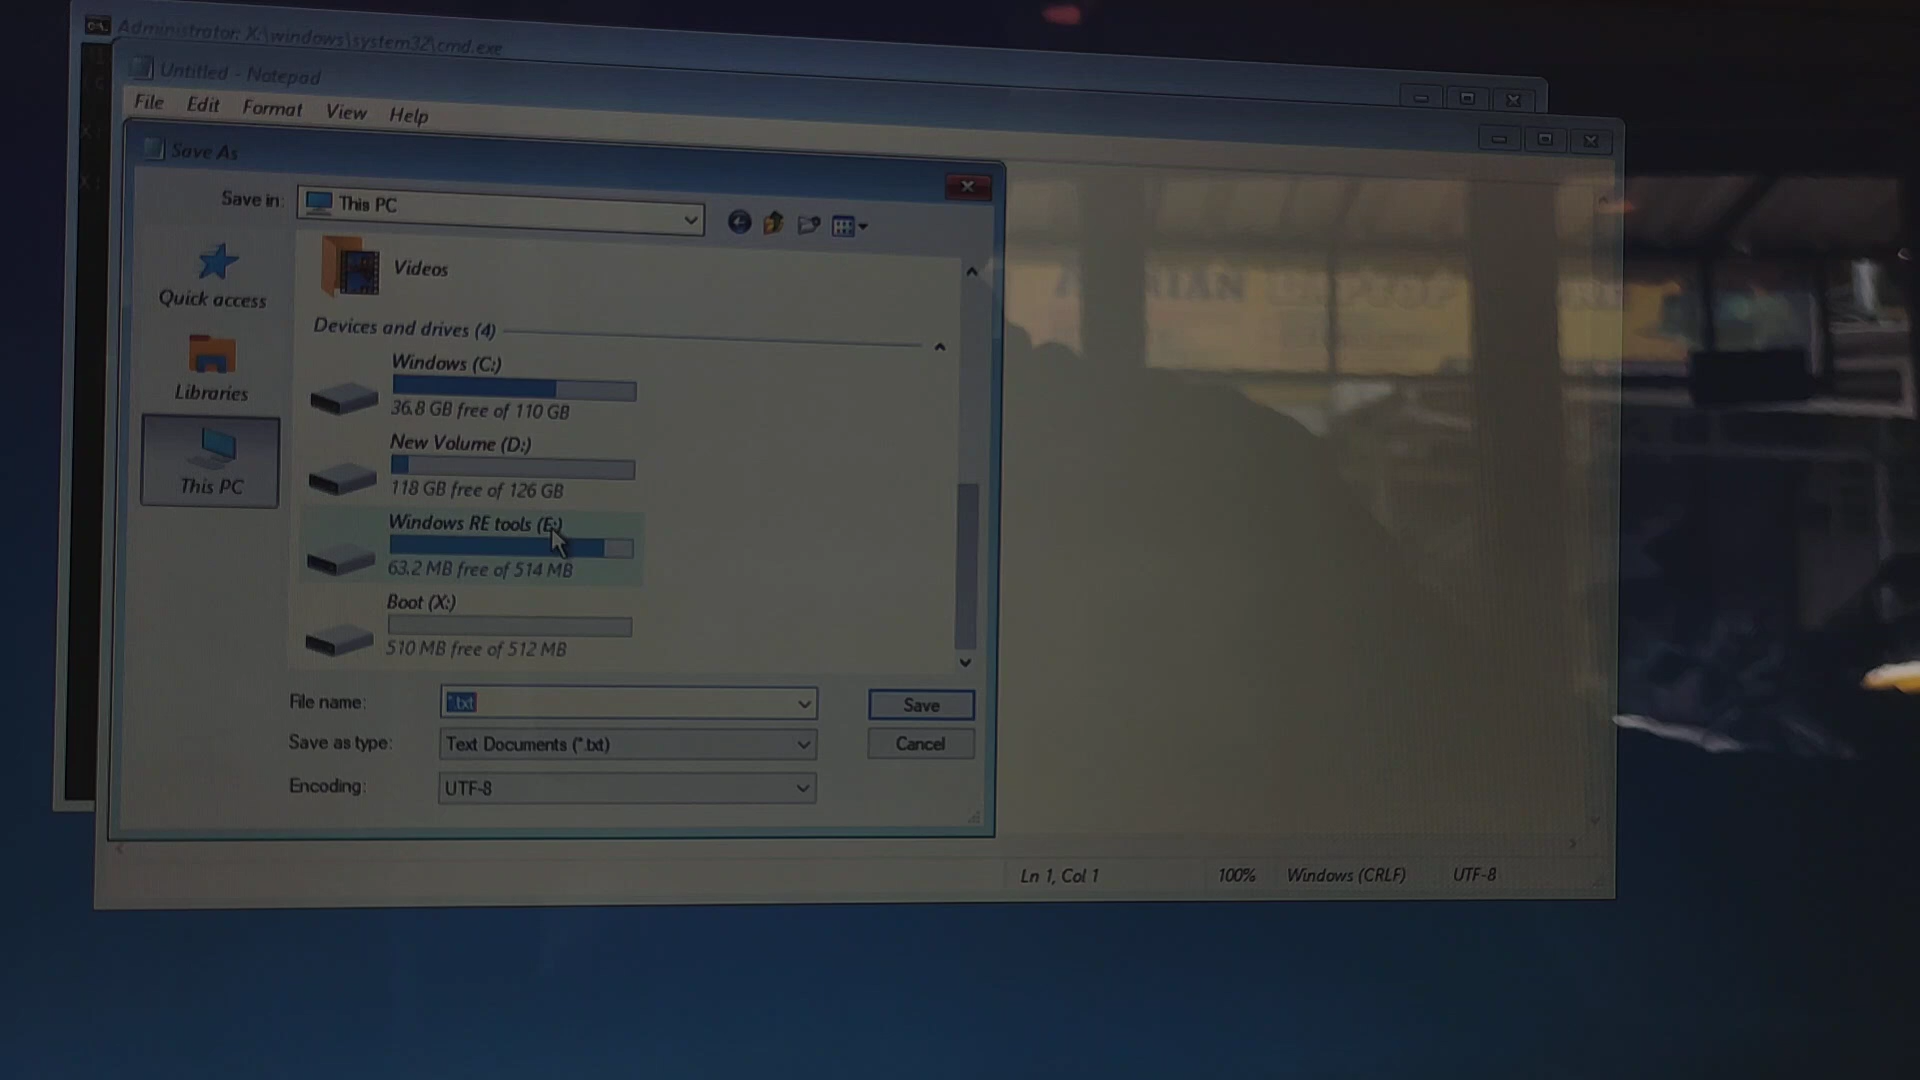 Administrator: X:\windows\system32\cmd.exe
Untitled - Notepad
File Edit Format View Help
Save As
Save in: This PC
Quick access
Libraries
This PC
Videos
Devices and drives (4)
Windows (C:)
36.8 GB free of 110 GB
New Volume (D:)
118 GB free of 126 GB
Windows RE tools (E:)
63.2 MB free of 514 MB
Boot (X:)
510 MB free of 512 MB
File name: *.txt Save
Save as type: Text Documents (*.txt) Cancel
Encoding: UTF-8
Ln 1, Col 1 100% Windows (CRLF) UTF-8